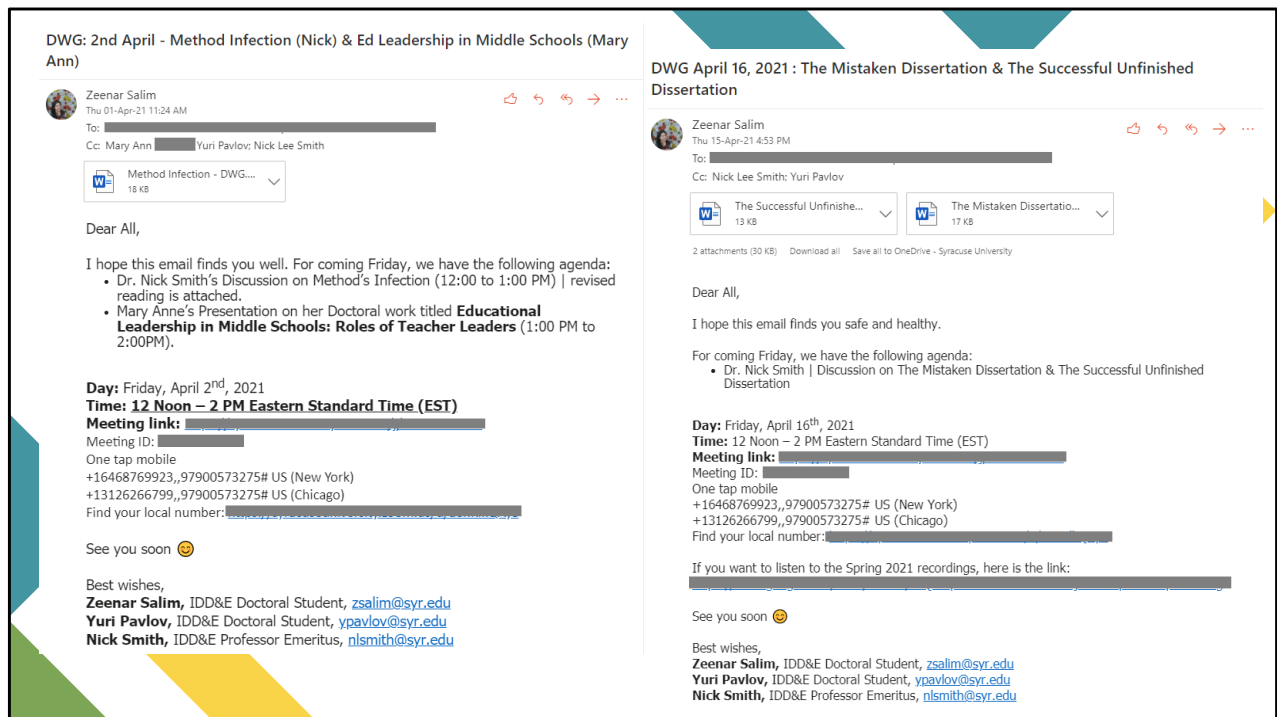 DWG: 2nd April - Method Infection (Nick) & Ed Leadership in Middle Schools (Mary
Ann)
Zeenar Salim
Thu 01-Apr-21 11:24 AM
To:
Cc: Mary Ann Yuri Pavlov; Nick Lee Smith
Method Infection - DWG....
18 KB
Dear All,
I hope this email finds you well. For coming Friday, we have the following agenda:
• Dr. Nick Smith's Discussion on Method's Infection (12:00 to 1:00 PM) | revised
reading is attached.
• Mary Anne's Presentation on her Doctoral work titled Educational
Leadership in Middle Schools: Roles of Teacher Leaders (1:00 PM to
2:00PM).
Day: Friday, April 2nd, 2021
Time: 12 Noon – 2 PM Eastern Standard Time (EST)
Meeting link:
Meeting ID:
One tap mobile
+16468769923,,97900573275# US (New York)
+13126266799,,97900573275# US (Chicago)
Find your local number:
See you soon 😊
Best wishes,
Zeenar Salim, IDD&E Doctoral Student, zsalim@syr.edu
Yuri Pavlov, IDD&E Doctoral Student, ypavlov@syr.edu
Nick Smith, IDD&E Professor Emeritus, nlsmith@syr.edu
DWG April 16, 2021 : The Mistaken Dissertation & The Successful Unfinished
Dissertation
Zeenar Salim
Thu 15-Apr-21 4:53 PM
To:
Cc: Nick Lee Smith; Yuri Pavlov
The Successful Unfinishe...
13 KB
The Mistaken Dissertatio...
17 KB
2 attachments (30 KB) Download all Save all to OneDrive - Syracuse University
Dear All,
I hope this email finds you safe and healthy.
For coming Friday, we have the following agenda:
• Dr. Nick Smith | Discussion on The Mistaken Dissertation & The Successful Unfinished
Dissertation
Day: Friday, April 16th, 2021
Time: 12 Noon – 2 PM Eastern Standard Time (EST)
Meeting link:
Meeting ID:
One tap mobile
+16468769923,,97900573275# US (New York)
+13126266799,,97900573275# US (Chicago)
Find your local number:
If you want to listen to the Spring 2021 recordings, here is the link:
See you soon 😊
Best wishes,
Zeenar Salim, IDD&E Doctoral Student, zsalim@syr.edu
Yuri Pavlov, IDD&E Doctoral Student, ypavlov@syr.edu
Nick Smith, IDD&E Professor Emeritus, nlsmith@syr.edu